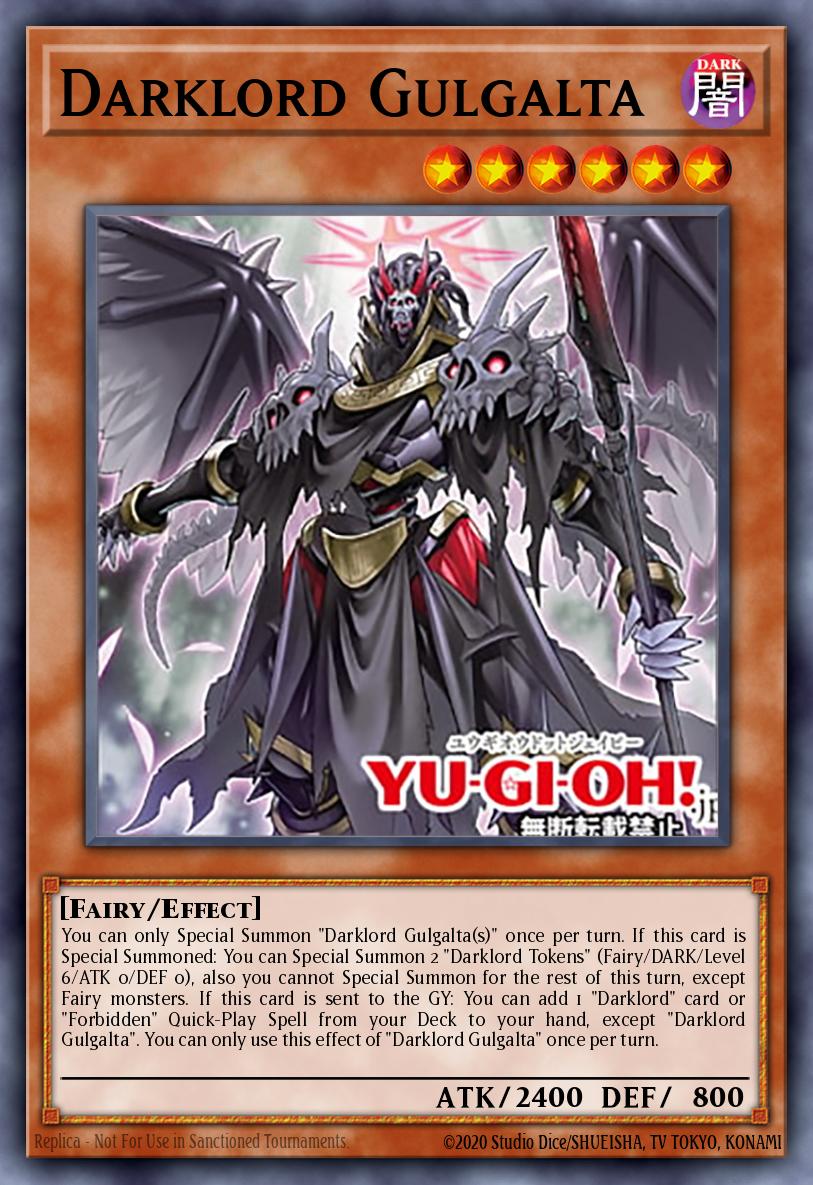 Darklord Gulgalta
DARK
闇
ユウギオウドットジェイピー
YU-GI-OH!.jp
無断転載禁止
[Fairy/Effect]
You can only Special Summon "Darklord Gulgalta(s)" once per turn. If this card is
Special Summoned: You can Special Summon 2 "Darklord Tokens" (Fairy/DARK/Level
6/ATK 0/DEF 0), also you cannot Special Summon for the rest of this turn, except
Fairy monsters. If this card is sent to the GY: You can add 1 "Darklord" card or
"Forbidden" Quick-Play Spell from your Deck to your hand, except "Darklord
Gulgalta". You can only use this effect of "Darklord Gulgalta" once per turn.
ATK/2400 DEF/ 800
Replica - Not For Use in Sanctioned Tournaments.
©2020 Studio Dice/SHUEISHA, TV TOKYO, KONAMI